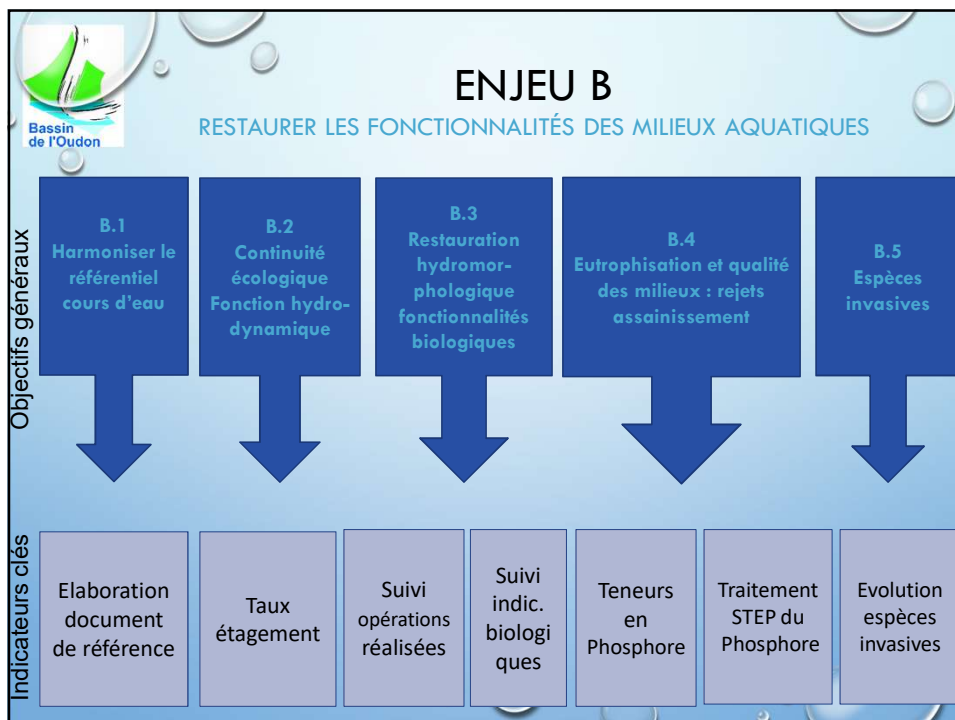 Bassin
de l'Oudon
ENJEU B
RESTAURER LES FONCTIONNALITÉS DES MILIEUX AQUATIQUES
Objectifs généraux
B.1
Harmoniser le
référentiel
cours d'eau
B.2
Continuité
écologique
Fonction hydro-
dynamique
B.3
Restauration
hydromor-
phologique
fonctionnalités
biologiques
B.4
Eutrophisation et qualité
des milieux : rejets
assainissement
B.5
Espèces
invasives
Indicateurs clés
Elaboration
document
de référence
Taux
étagement
Suivi
opérations
réalisées
Suivi
indic.
biologi
ques
Teneurs
en
Phosphore
Traitement
STEP du
Phosphore
Evolution
espèces
invasives